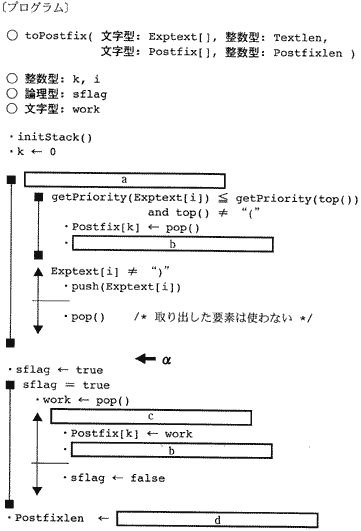 〔プログラム〕
○ toPostfix( 文字型: Exptext[], 整数型: Textlen,
文字型: Postfix[], 整数型: Postfixlen )
○ 整数型: k, i
○ 論理型: sflag
○ 文字型: work
・initStack()
・k ← 0
a
getPriority(Exptext[i]) ≦ getPriority(top())
and top() ≠ “(”
・Postfix[k] ← pop()
・ b
Exptext[i] ≠ “)”
・push(Exptext[i])
・pop() /* 取り出した要素は使わない */
← α
・sflag ← true
sflag = true
・work ← pop()
c
・Postfix[k] ← work
・ b
・sflag ← false
・Postfixlen ← d